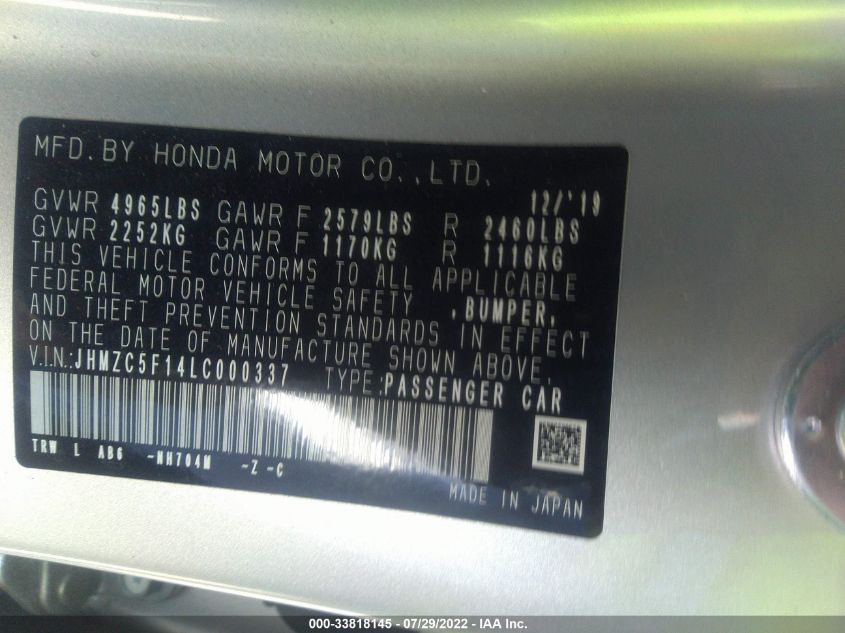 MFD. BY HONDA MOTOR CO., LTD. 12/'19
GVWR 4965LBS GAWR F 2579LBS R 2460LBS
GVWR 2252KG GAWR F 1170KG R 1116KG
THIS VEHICLE CONFORMS TO ALL APPLICABLE
FEDERAL MOTOR VEHICLE SAFETY , BUMPER,
AND THEFT PREVENTION STANDARDS IN EFFECT
ON THE DATE OF MANUFACTURE SHOWN ABOVE.
V.I.N.:JHMZC5F14LC000337 TYPE:PASSENGER CAR
TRW L AB6 -NH704M -Z -C
MADE IN JAPAN
000-33818145 - 07/29/2022 - IAA Inc.